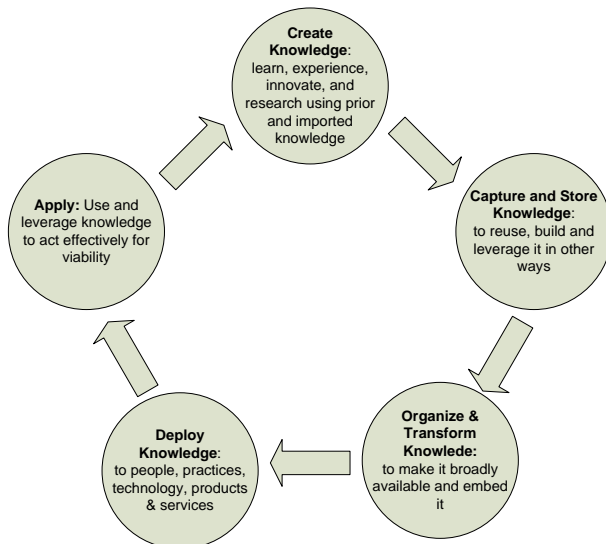 Create
Knowledge:
learn, experience,
innovate, and
research using prior
and imported
knowledge
Capture and Store
Knowledge:
to reuse, build and
leverage it in other
ways
Organize &
Transform
Knowlede:
to make it broadly
available and embed
it
Deploy
Knowledge:
to people, practices,
technology, products
& services
Apply: Use and
leverage knowledge
to act effectively for
viability